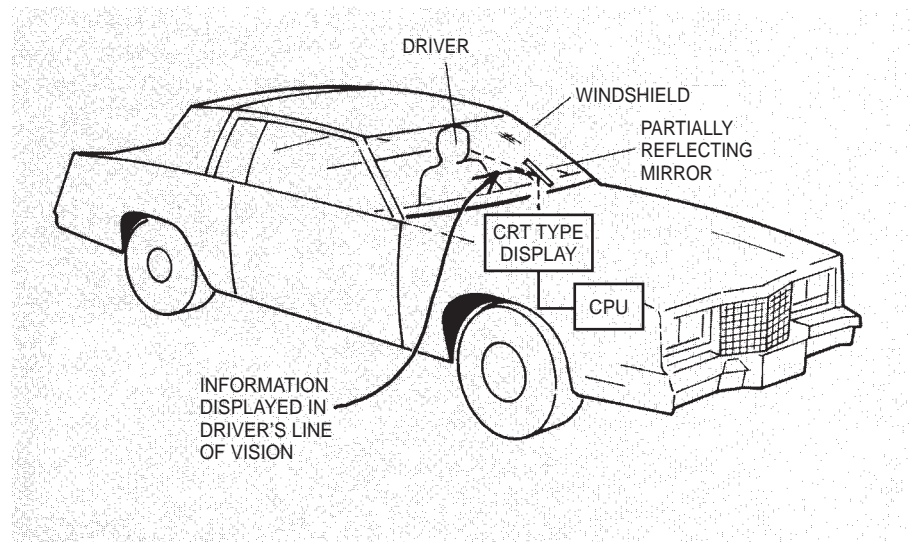 DRIVER
WINDSHIELD
PARTIALLY
REFLECTING
MIRROR
CRT TYPE
DISPLAY
CPU
INFORMATION
DISPLAYED IN
DRIVER'S LINE
OF VISION